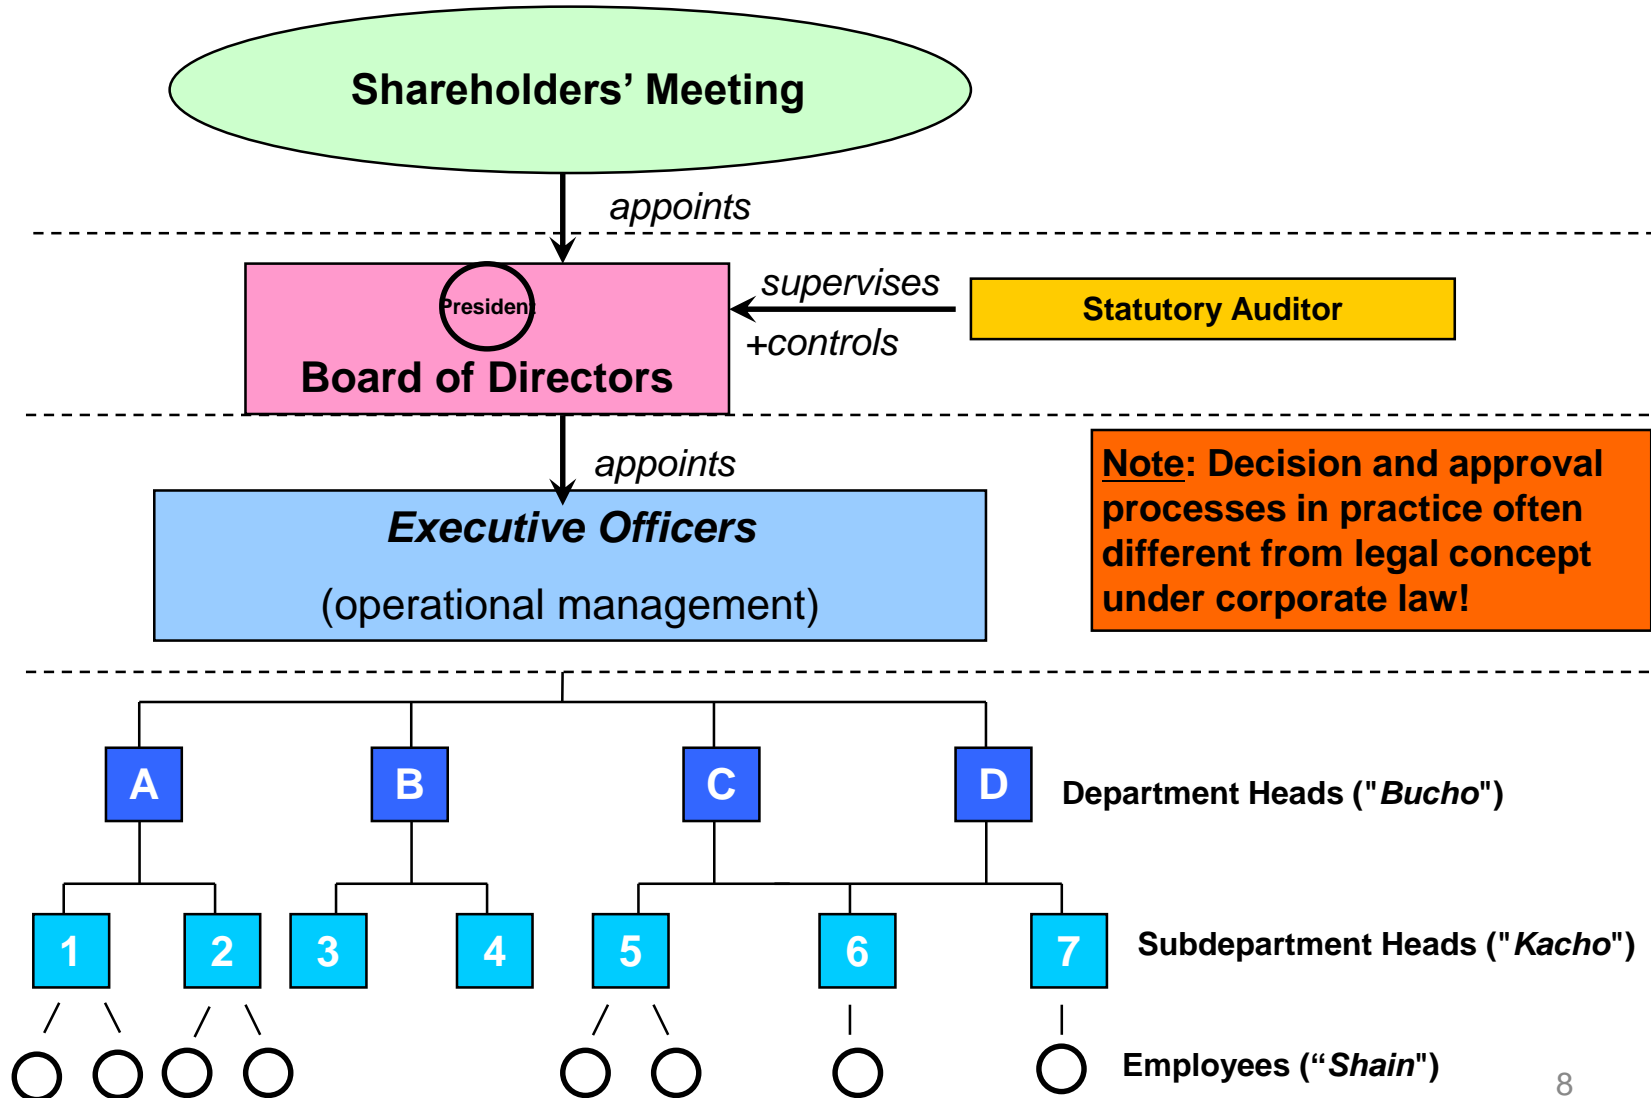 Shareholders’ Meeting
appoints
President
supervises
Statutory Auditor
+controls
Board of Directors
appoints
Note: Decision and approval
processes in practice often
different from legal concept
under corporate law!
Executive Officers
(operational management)
A B C D
Department Heads ("Bucho")
1 2 3 4 5 6 7
Subdepartment Heads ("Kacho")
Employees (“Shain")
8